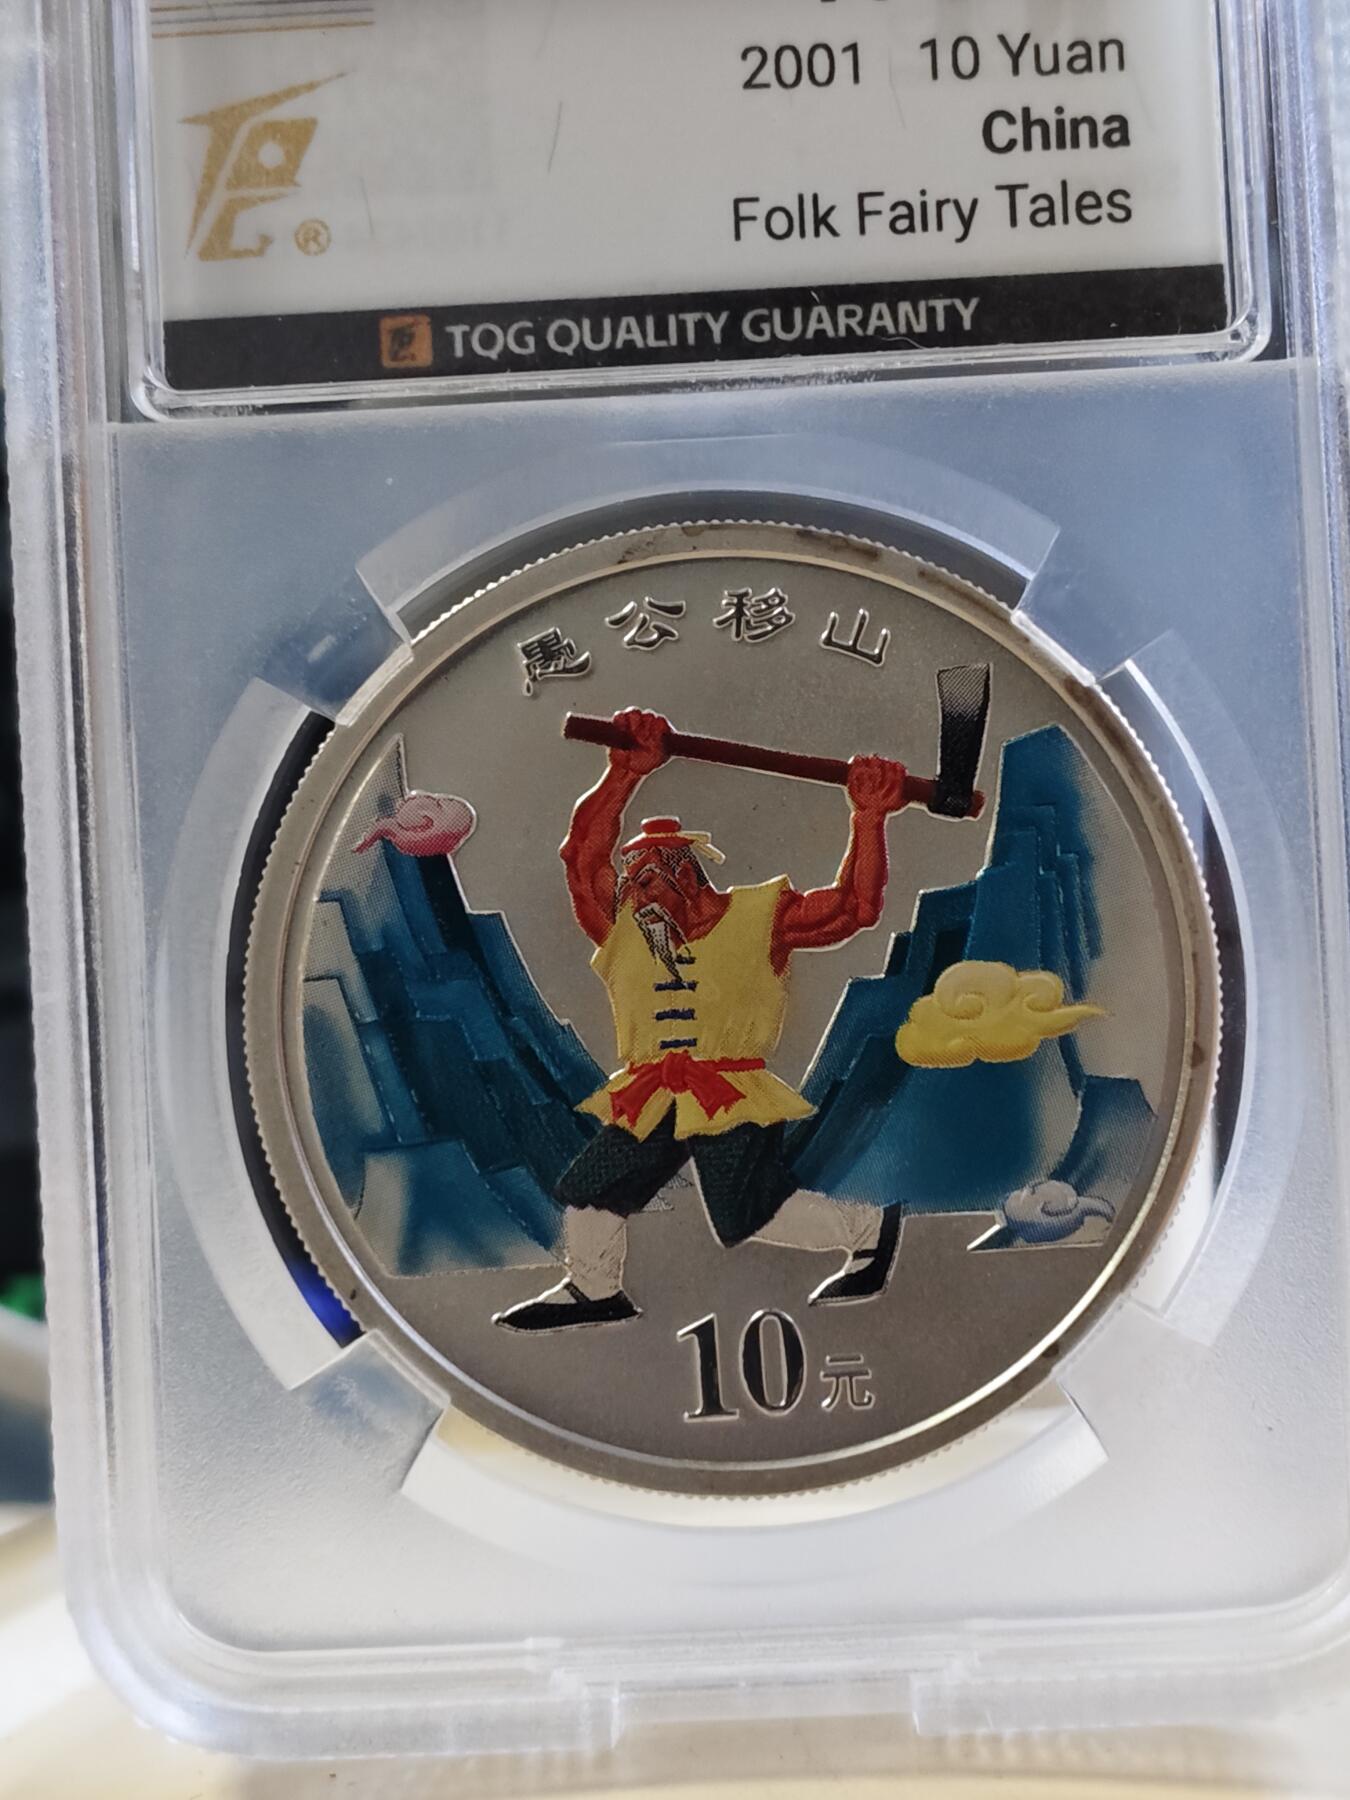 2001 10 Yuan
China
Folk Fairy Tales
®
TQG QUALITY GUARANTY
愚公移山
10元